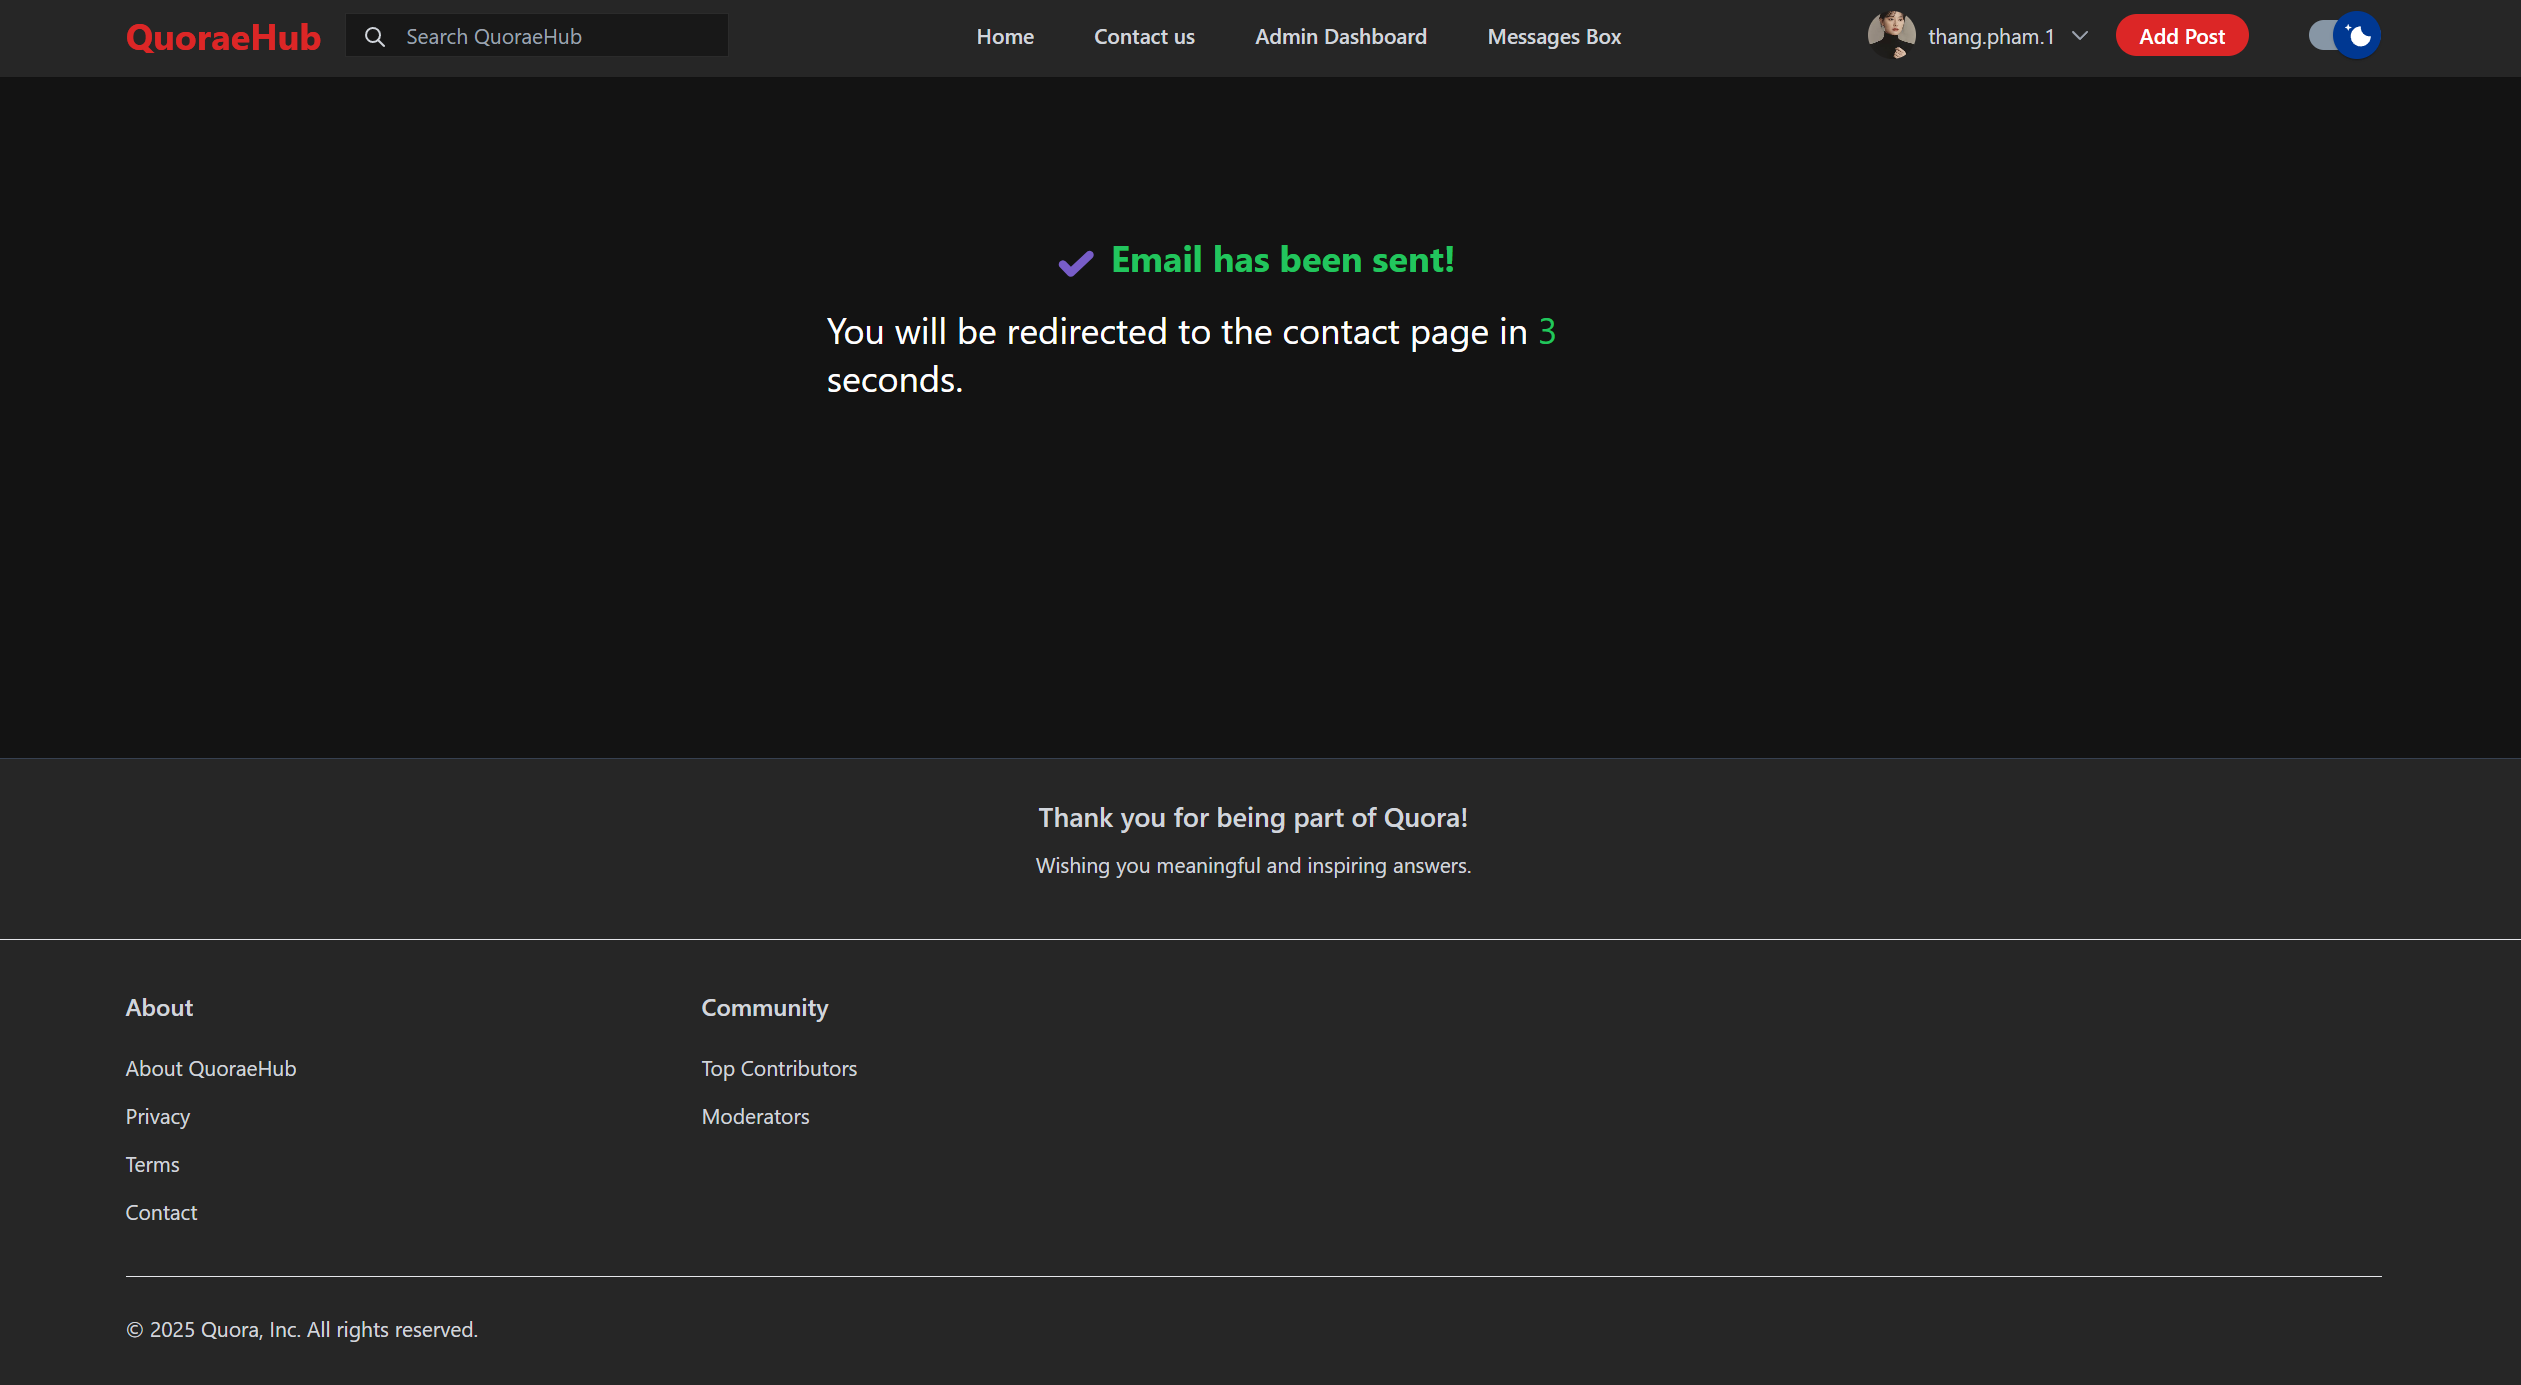 QuoraeHub
Search QuoraeHub
Home
Contact us
Admin Dashboard
Messages Box
thang.pham.1
Add Post
Email has been sent!
You will be redirected to the contact page in 3
seconds.
Thank you for being part of Quora!
Wishing you meaningful and inspiring answers.
About
About QuoraeHub
Privacy
Terms
Contact
Community
Top Contributors
Moderators
© 2025 Quora, Inc. All rights reserved.